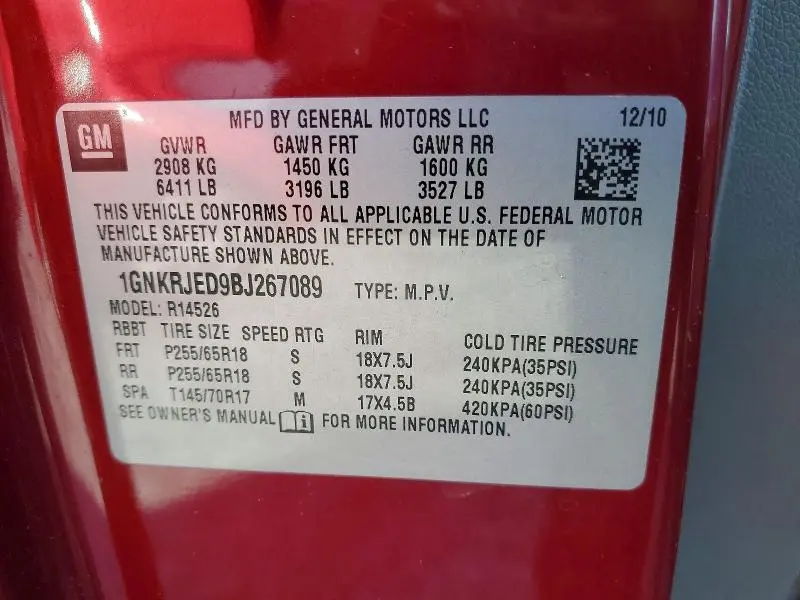 GM
MFD BY GENERAL MOTORS LLC 12/10
GVWR GAWR FRT GAWR RR
2908 KG 1450 KG 1600 KG
6411 LB 3196 LB 3527 LB
THIS VEHICLE CONFORMS TO ALL APPLICABLE U.S. FEDERAL MOTOR
VEHICLE SAFETY STANDARDS IN EFFECT ON THE DATE OF
MANUFACTURE SHOWN ABOVE.
1GNKRJED9BJ267089 TYPE: M.P.V.
MODEL: R14526
RBBT TIRE SIZE SPEED RTG RIM COLD TIRE PRESSURE
FRT P255/65R18 S 18X7.5J 240KPA(35PSI)
RR P255/65R18 S 18X7.5J 240KPA(35PSI)
SPA T145/70R17 M 17X4.5B 420KPA(60PSI)
SEE OWNER'S MANUAL FOR MORE INFORMATION.